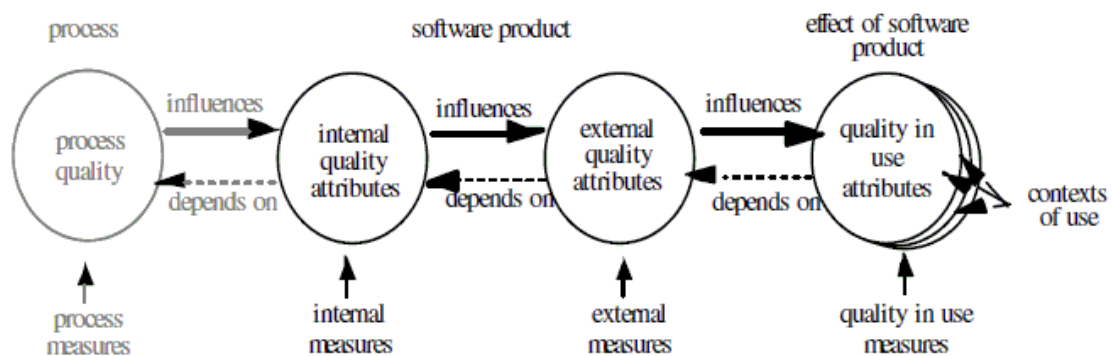 process
software product
effect of software
product
influences
influences
influences
process
quality
internal
quality
attributes
external
quality
attributes
quality in
use
attributes
depends on
depends on
depends on
contexts
of use
process
measures
internal
measures
external
measures
quality in use
measures